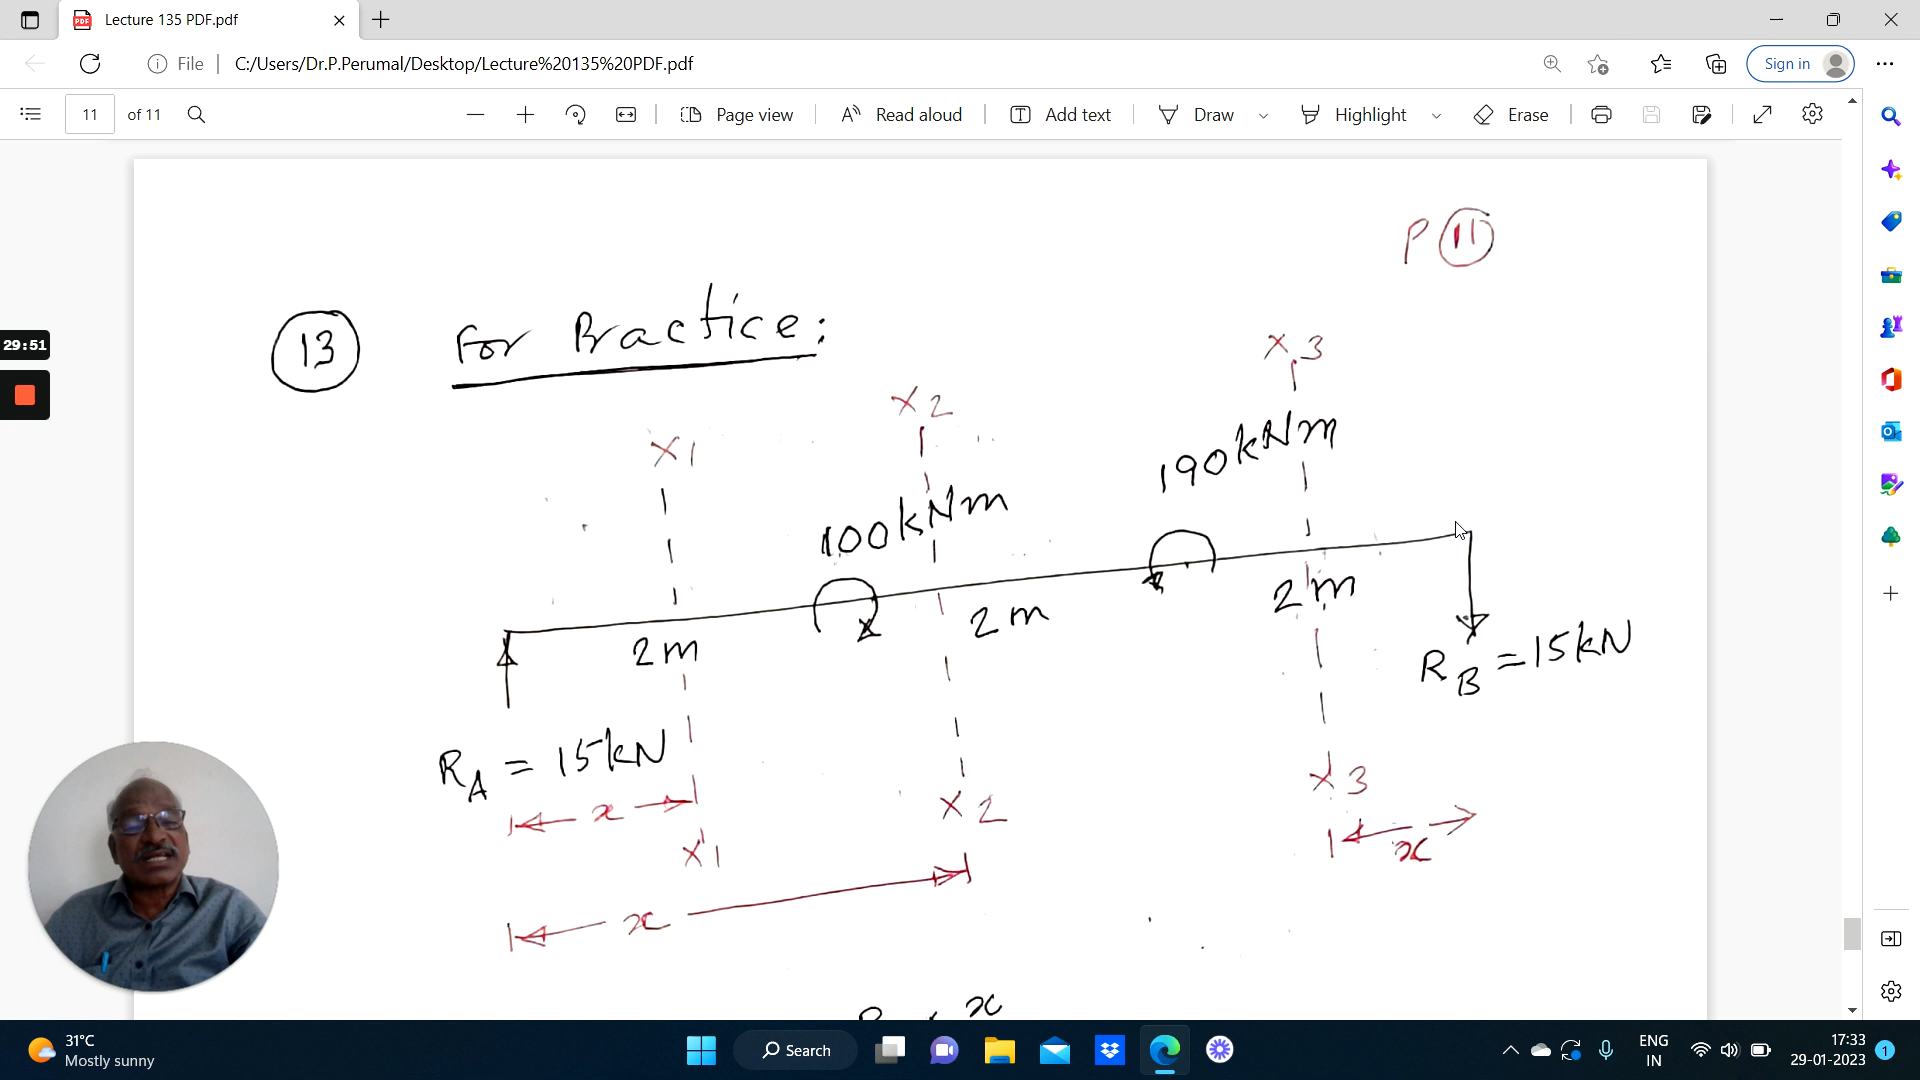 Lecture 135 PDF.pdf
File
C:/Users/Dr.P.Perumal/Desktop/Lecture%20135%20PDF.pdf
Sign in
11 of 11
Page view
Read aloud
Add text
Draw
Highlight
Erase
P 11
13 For Practice:
29:51
X3
X2
X1
190kNm
100kNm
2m
2m
2m
RB = 15kN
RA = 15kN
x
X1
X2
X3
x
x
x
31°C
Mostly sunny
Search
ENG
IN
17:33
29-01-2023
1